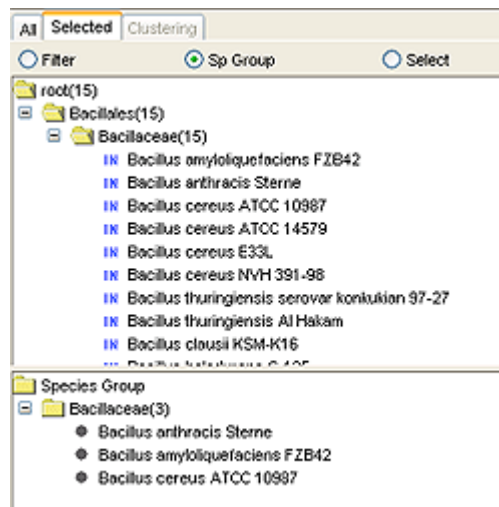 All Selected Clustering
Filter Sp Group Select
root(15)
Bacillales(15)
Bacillaceae(15)
IN Bacillus amyloliquefaciens FZB42
IN Bacillus anthracis Sterne
IN Bacillus cereus ATCC 10987
IN Bacillus cereus ATCC 14579
IN Bacillus cereus E33L
IN Bacillus cereus NVH 391-98
IN Bacillus thuringiensis serovar konkukian 97-27
IN Bacillus thuringiensis Al Hakam
IN Bacillus clausii KSM-K16
Species Group
Bacillaceae(3)
Bacillus anthracis Sterne
Bacillus amyloliquefaciens FZB42
Bacillus cereus ATCC 10987